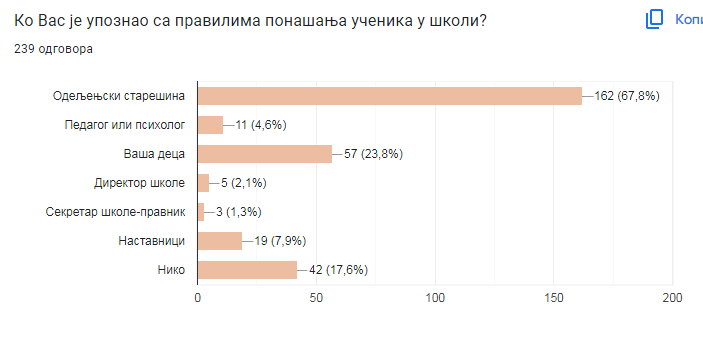 Ко Вас је упознао са правилима понашања ученика у школи?
Копи
239 одговора
Одељењски старешина 162 (67,8%)
Педагог или психолог 11 (4,6%)
Ваша деца 57 (23,8%)
Директор школе 5 (2,1%)
Секретар школе-правник 3 (1,3%)
Наставници 19 (7,9%)
Нико 42 (17,6%)
0 50 100 150 200